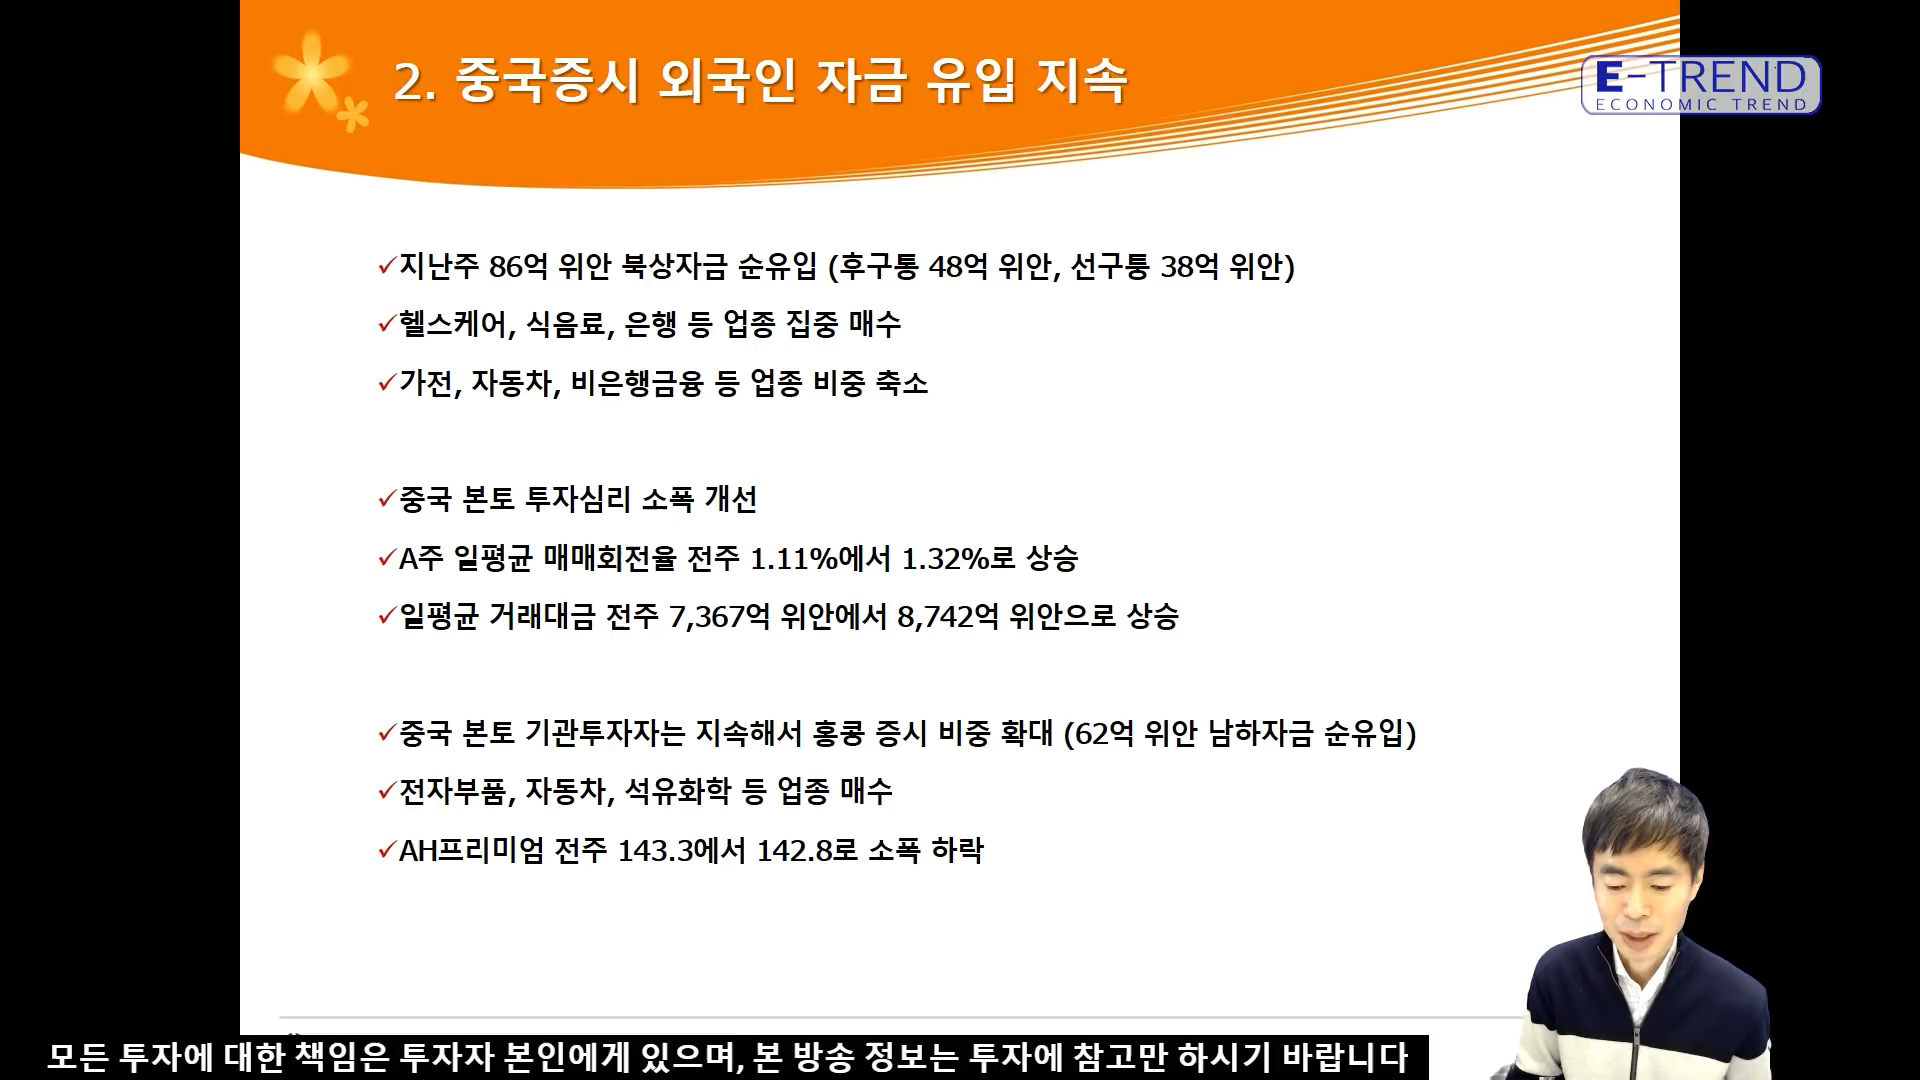 2. 중국증시 외국인 자금 유입 지속
E-TREND
ECONOMIC TREND
✓지난주 86억 위안 북상자금 순유입 (후구통 48억 위안, 선구퉁 38억 위안)
✓헬스케어, 식음료, 은행 등 업종 집중 매수
✓가전, 자동차, 비은행금융 등 업종 비중 축소
✓중국 본토 투자심리 소폭 개선
✓A주 일평균 매매회전율 전주 1.11%에서 1.32%로 상승
✓일평균 거래대금 전주 7,367억 위안에서 8,742억 위안으로 상승
✓중국 본토 기관투자자는 지속해서 홍콩 증시 비중 확대 (62억 위안 남하자금 순유입)
✓전자부품, 자동차, 석유화학 등 업종 매수
✓AH프리미엄 전주 143.3에서 142.8로 소폭 하락
모든 투자에 대한 책임은 투자자 본인에게 있으며, 본 방송 정보는 투자에 참고만 하시기 바랍니다